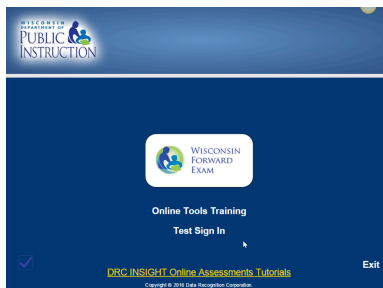 WISCONSIN
DEPARTMENT OF
PUBLIC
INSTRUCTION
WISCONSIN
FORWARD
EXAM
Online Tools Training
Test Sign In
Exit
DRC INSIGHT Online Assessments Tutorials
Copyright © 2016 Data Recognition Corporation.